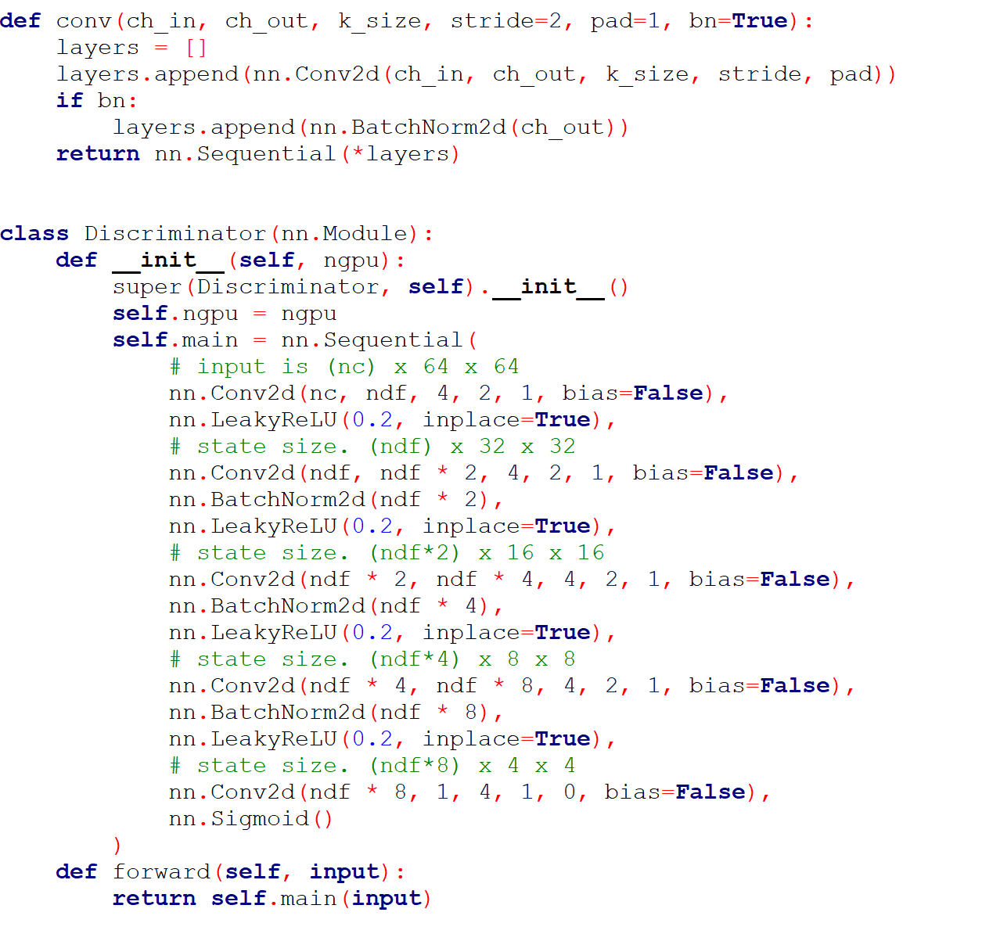 def conv(ch_in, ch_out, k_size, stride=2, pad=1, bn=True):
    layers = []
    layers.append(nn.Conv2d(ch_in, ch_out, k_size, stride, pad))
    if bn:
        layers.append(nn.BatchNorm2d(ch_out))
    return nn.Sequential(*layers)


class Discriminator(nn.Module):
    def __init__(self, ngpu):
        super(Discriminator, self).__init__()
        self.ngpu = ngpu
        self.main = nn.Sequential(
            # input is (nc) x 64 x 64
            nn.Conv2d(nc, ndf, 4, 2, 1, bias=False),
            nn.LeakyReLU(0.2, inplace=True),
            # state size. (ndf) x 32 x 32
            nn.Conv2d(ndf, ndf * 2, 4, 2, 1, bias=False),
            nn.BatchNorm2d(ndf * 2),
            nn.LeakyReLU(0.2, inplace=True),
            # state size. (ndf*2) x 16 x 16
            nn.Conv2d(ndf * 2, ndf * 4, 4, 2, 1, bias=False),
            nn.BatchNorm2d(ndf * 4),
            nn.LeakyReLU(0.2, inplace=True),
            # state size. (ndf*4) x 8 x 8
            nn.Conv2d(ndf * 4, ndf * 8, 4, 2, 1, bias=False),
            nn.BatchNorm2d(ndf * 8),
            nn.LeakyReLU(0.2, inplace=True),
            # state size. (ndf*8) x 4 x 4
            nn.Conv2d(ndf * 8, 1, 4, 1, 0, bias=False),
            nn.Sigmoid()
        )
    def forward(self, input):
        return self.main(input)